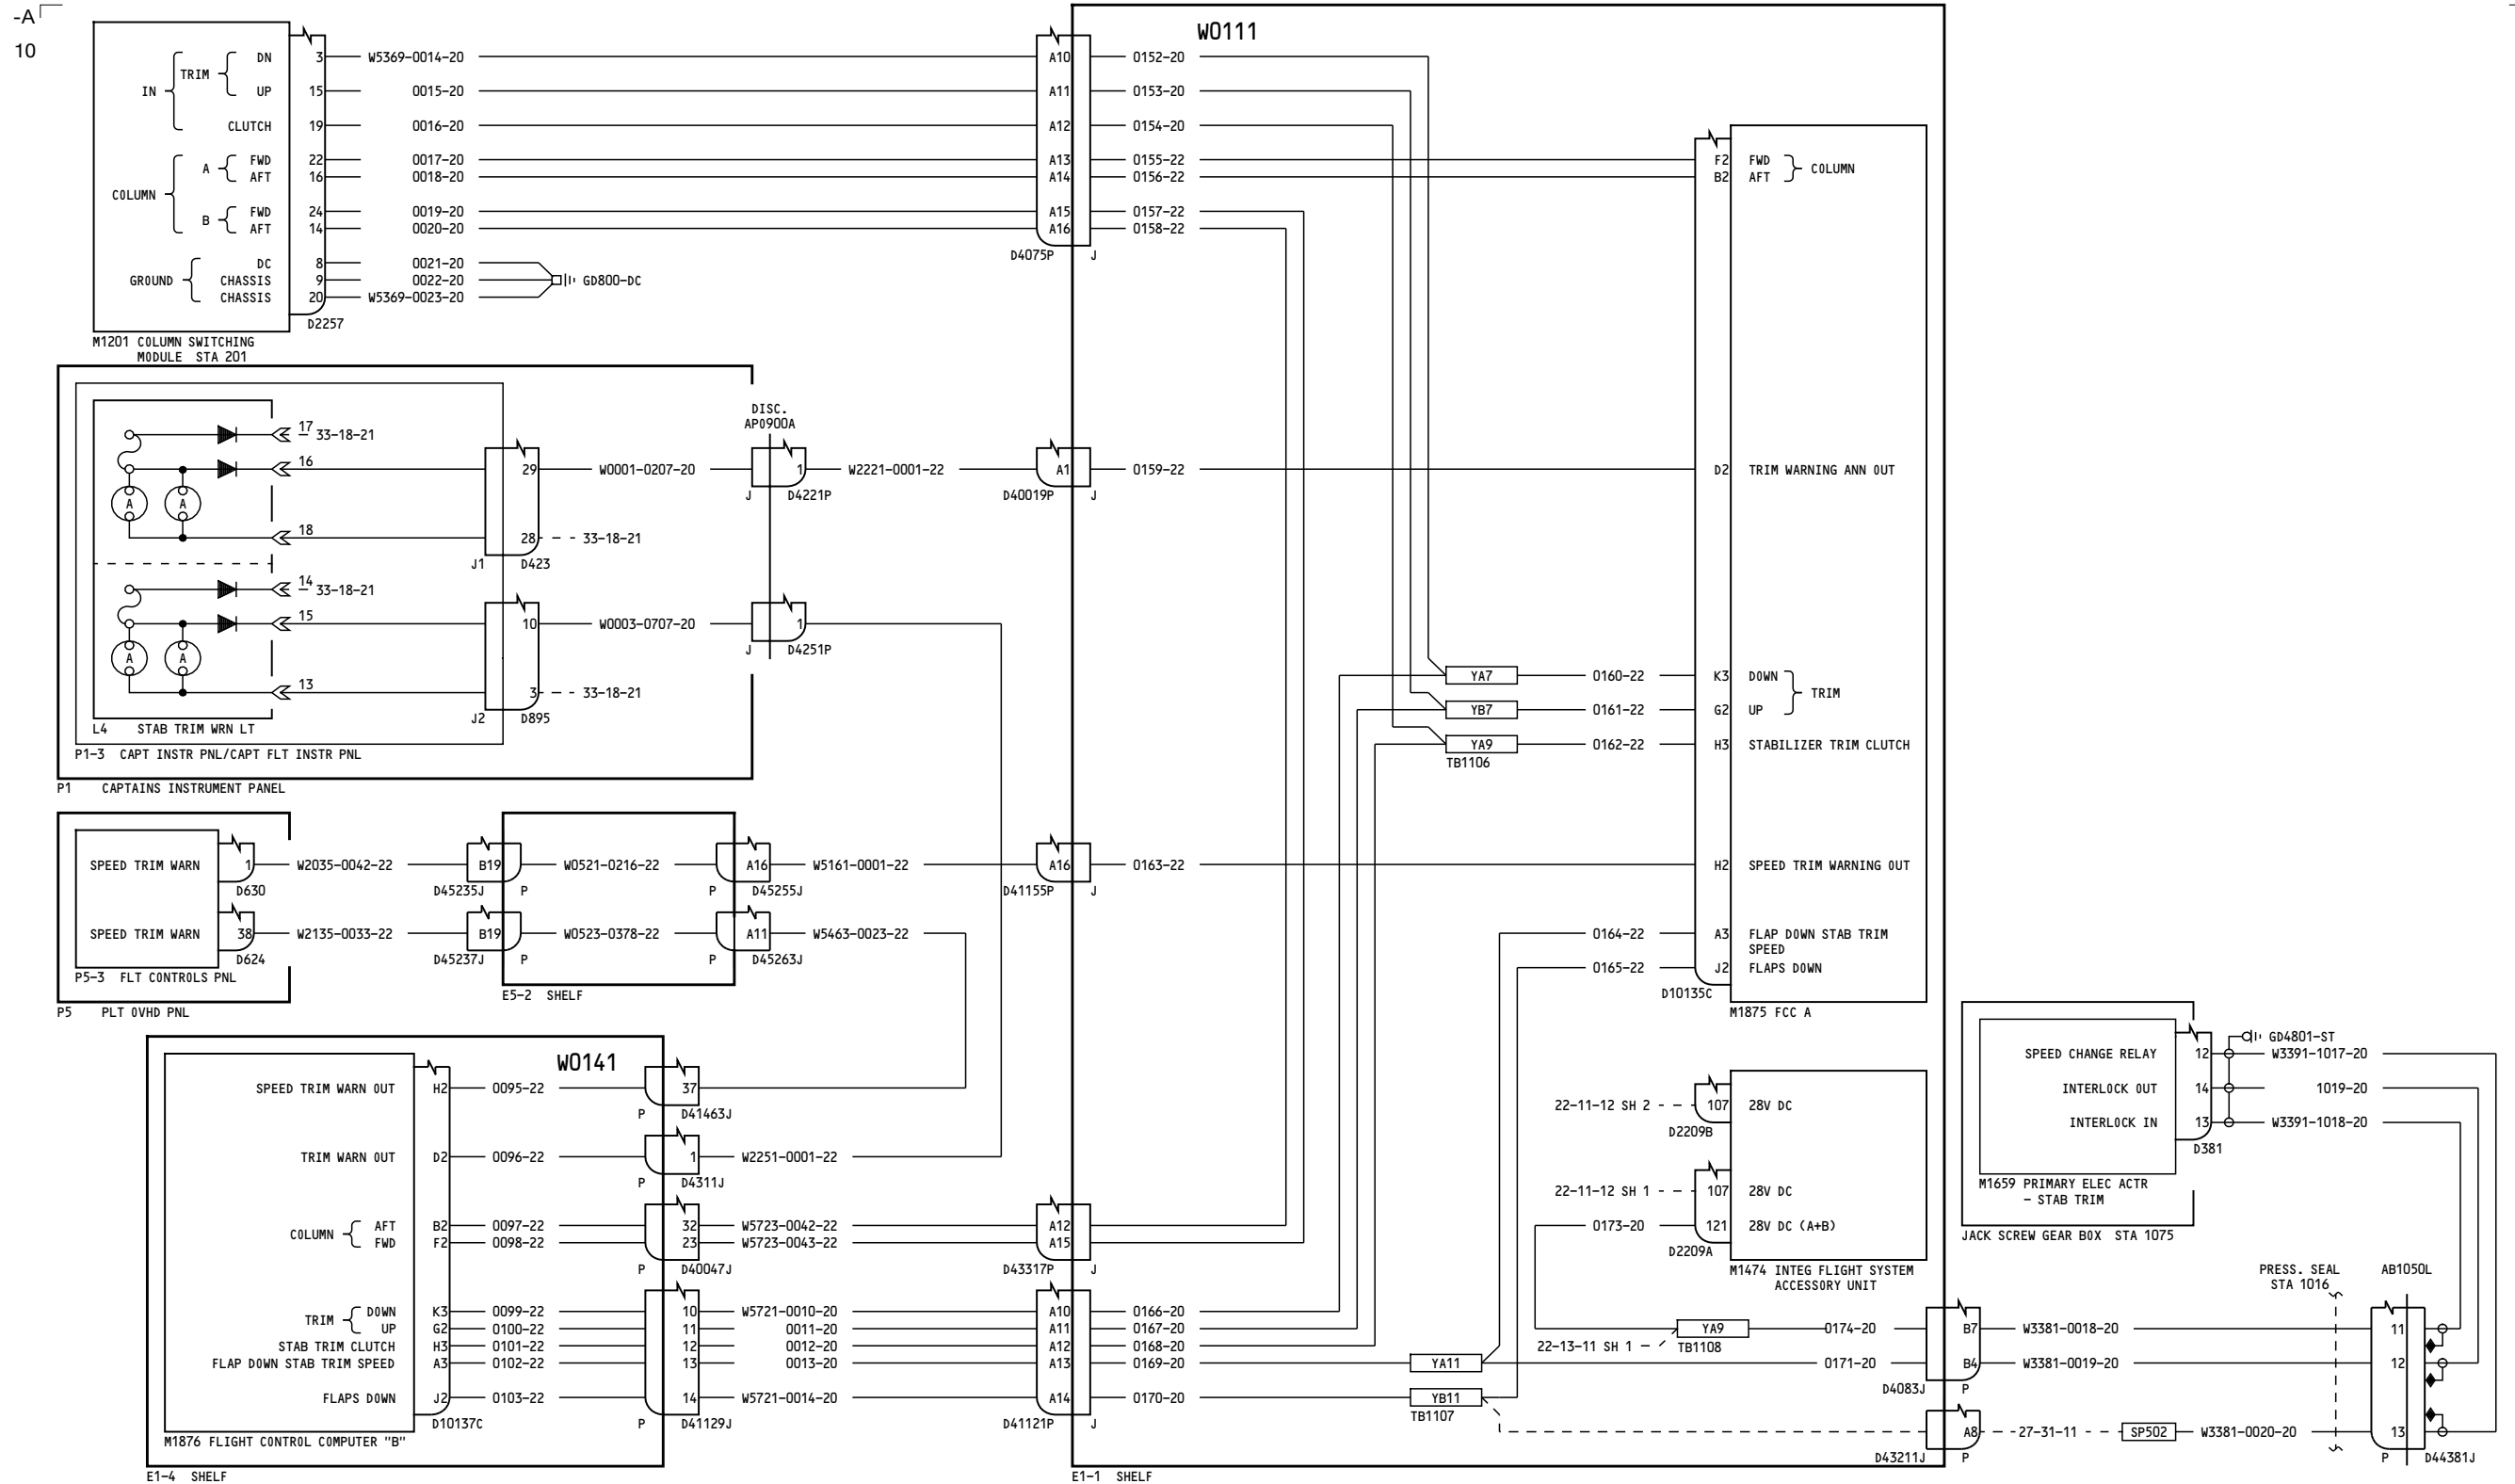 -A
10
W0111
DN 3 W5369-0014-20 A10 0152-20
TRIM
IN
UP 15 0015-20 A11 0153-20
CLUTCH 19 0016-20 A12 0154-20
FWD 22 0017-20 A13 0155-22 F2 FWD
A COLUMN
AFT 16 0018-20 A14 0156-22 B2 AFT
COLUMN
FWD 24 0019-20 A15 0157-22
B
AFT 14 0020-20 A16 0158-22
D4075P J
DC 8 0021-20
GROUND CHASSIS 9 0022-20 GD800-DC
CHASSIS 20 W5369-0023-20
D2257
M1201 COLUMN SWITCHING
MODULE STA 201
DISC.
AP0900A
17 33-18-21
16 29 W0001-0207-20 1 W2221-0001-22 A1 0159-22 D2 TRIM WARNING ANN OUT
J D4221P D40019P J
A A
18 28 33-18-21
J1 D423
14 33-18-21
15 10 W0003-0707-20 1
J D4251P
A A
13 3 33-18-21
J2 D895
L4 STAB TRIM WRN LT
P1-3 CAPT INSTR PNL/CAPT FLT INSTR PNL
P1 CAPTAINS INSTRUMENT PANEL
YA7 0160-22 K3 DOWN
TRIM
YB7 0161-22 G2 UP
YA9 0162-22 H3 STABILIZER TRIM CLUTCH
TB1106
SPEED TRIM WARN 1 W2035-0042-22 B19 W0521-0216-22 A16 W5161-0001-22 A16 0163-22 H2 SPEED TRIM WARNING OUT
D630 D45235J P P D45255J D41155P J
SPEED TRIM WARN 38 W2135-0033-22 B19 W0523-0378-22 A11 W5463-0023-22 0164-22 A3 FLAP DOWN STAB TRIM
SPEED
D624 D45237J P P D45263J
0165-22 J2 FLAPS DOWN
P5-3 FLT CONTROLS PNL
E5-2 SHELF D10135C
P5 PLT OVHD PNL M1875 FCC A
W0141
SPEED TRIM WARN OUT H2 0095-22 37
P D41463J
TRIM WARN OUT D2 0096-22 1 W2251-0001-22
P D4311J
AFT B2 0097-22 32 W5723-0042-22 A12
COLUMN
FWD F2 0098-22 23 W5723-0043-22 A15
P D40047J D43317P J
DOWN K3 0099-22 10 W5721-0010-20 A10 0166-20
TRIM
UP G2 0100-22 11 0011-20 A11 0167-20
STAB TRIM CLUTCH H3 0101-22 12 0012-20 A12 0168-20
FLAP DOWN STAB TRIM SPEED A3 0102-22 13 0013-20 A13 0169-20 YA11 0171-20 B4 W3381-0019-20 12
FLAPS DOWN J2 0103-22 14 W5721-0014-20 A14 0170-20 YB11
D10137C P D41129J D41121P J TB1107
M1876 FLIGHT CONTROL COMPUTER "B"
E1-4 SHELF
E1-1 SHELF
22-11-12 SH 2 107 28V DC
D2209B
22-11-12 SH 1 107 28V DC
0173-20 121 28V DC (A+B)
D2209A
M1474 INTEG FLIGHT SYSTEM
ACCESSORY UNIT
YA9 0174-20 B7 W3381-0018-20 11
22-13-11 SH 1 TB1108
D4083J P
A8 27-31-11 SP502 W3381-0020-20 13
D43211J P P D44381J
GD4801-ST
SPEED CHANGE RELAY 12 W3391-1017-20
INTERLOCK OUT 14 1019-20
INTERLOCK IN 13 W3391-1018-20
D381
M1659 PRIMARY ELEC ACTR
- STAB TRIM
JACK SCREW GEAR BOX STA 1075
PRESS. SEAL
STA 1016
AB1050L